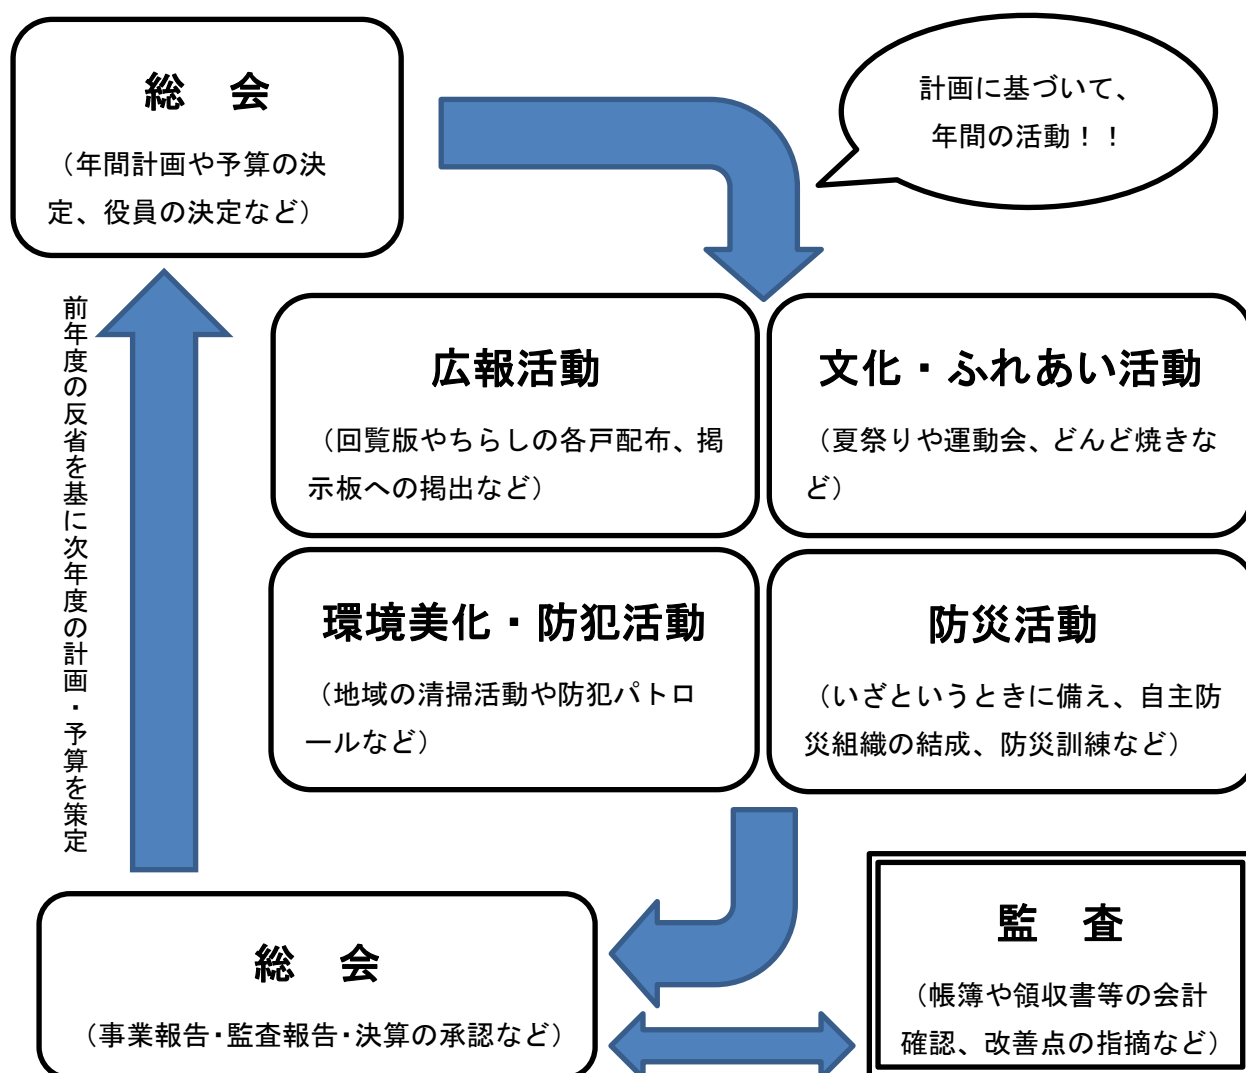 総　会
（年間計画や予算の決
定、役員の決定など）
計画に基づいて、
年間の活動！！
前年度の反省を基に次年度の計画・予算を策定
広報活動
（回覧版やちらしの各戸配布、掲
示板への掲出など）
文化・ふれあい活動
（夏祭りや運動会、どんど焼きな
ど）
環境美化・防犯活動
（地域の清掃活動や防犯パトロ
ールなど）
防災活動
（いざというときに備え、自主防
災組織の結成、防災訓練など）
総　会
（事業報告・監査報告・決算の承認など）
監　査
（帳簿や領収書等の会計
確認、改善点の指摘など）